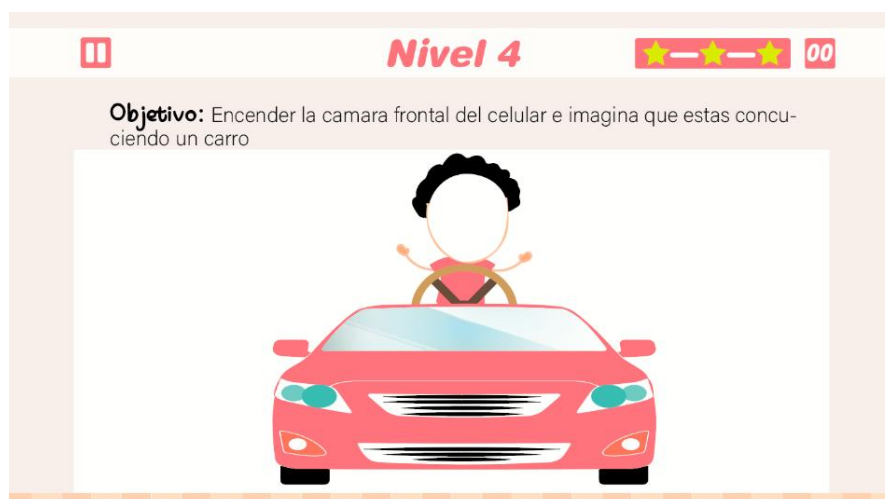 Nivel 4
00
Objetivo: Encender la camara frontal del celular e imagina que estas concu-
ciendo un carro